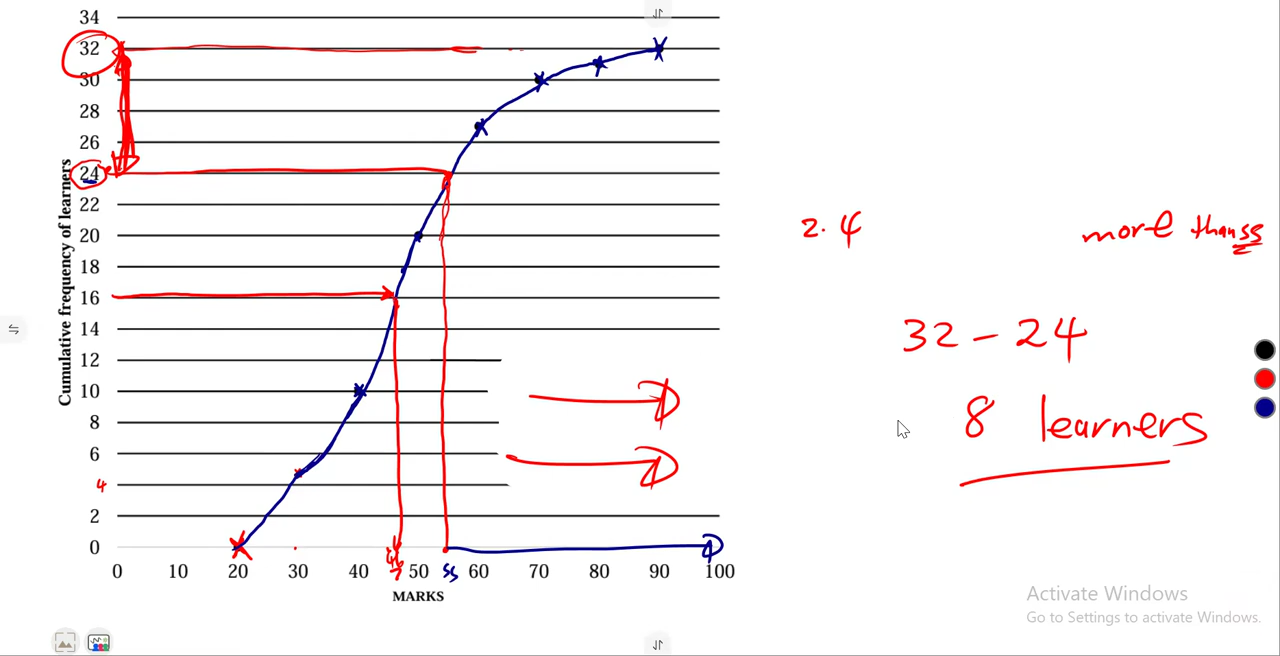 34
32
30
28
26
24
22
20
18
16
14
12
10
8
6
4
2
0
Cumulative frequency of learners
0 10 20 30 40 50 60 70 80 90 100
55
MARKS
2.4
more than 55
32 - 24
8 learners
Activate Windows
Go to Settings to activate Windows.